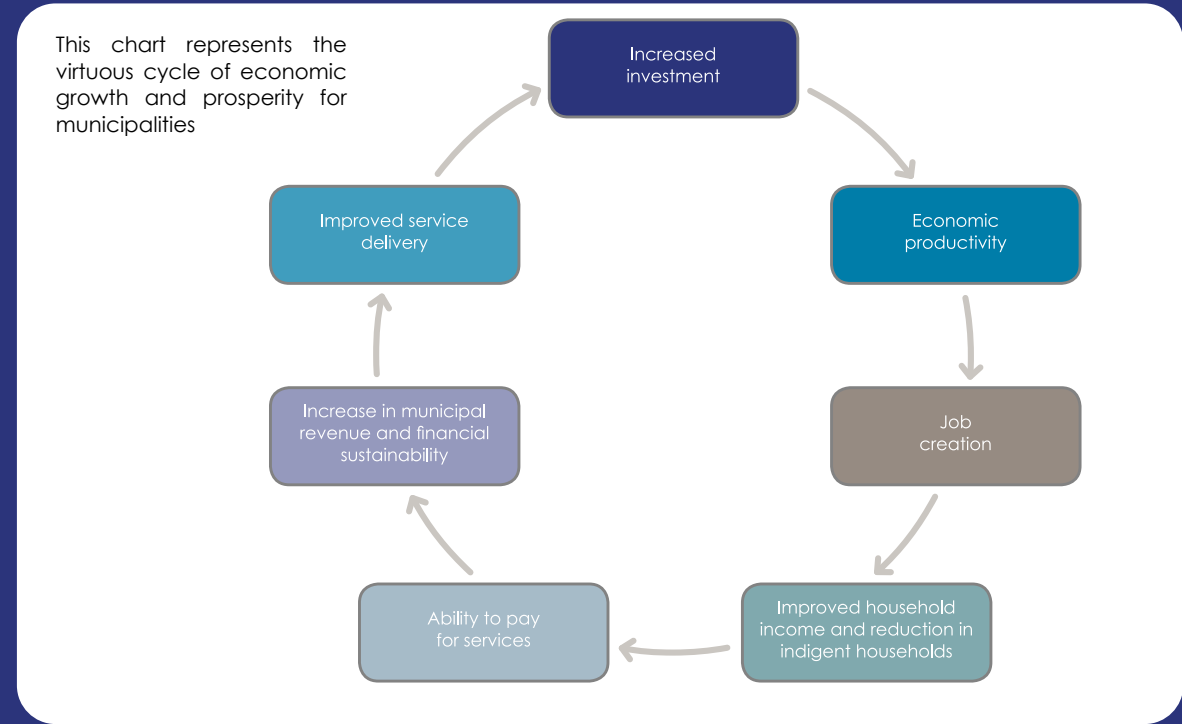 This chart represents the
virtuous cycle of economic
growth and prosperity for
municipalities
Increased
investment
Economic
productivity
Job
creation
Improved household
income and reduction in
indigent households
Ability to pay
for services
Increase in municipal
revenue and financial
sustainability
Improved service
delivery